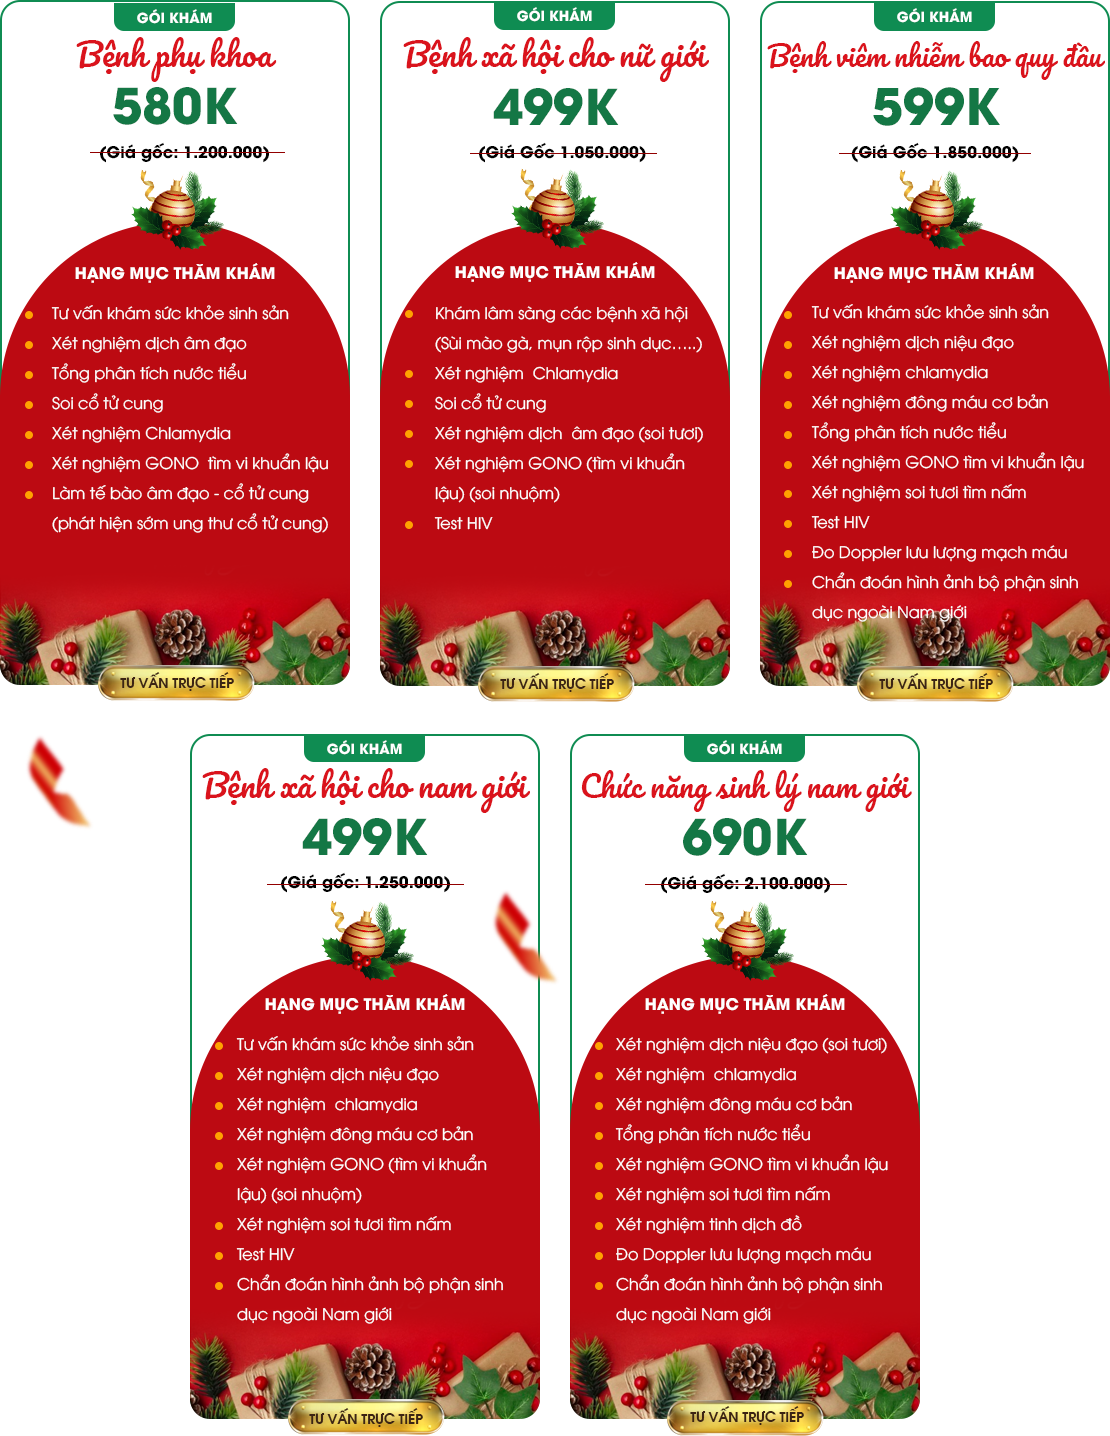 GÓI KHÁM
Bệnh phụ khoa
580K
(Giá gốc: 1.200.000)
HẠNG MỤC THĂM KHÁM
Tư vấn khám sức khỏe sinh sản
Xét nghiệm dịch âm đạo
Tổng phân tích nước tiểu
Soi cổ tử cung
Xét nghiệm Chlamydia
Xét nghiệm GONO tìm vi khuẩn lậu
Làm tế bào âm đạo - cổ tử cung
(phát hiện sớm ung thư cổ tử cung)
TƯ VẤN TRỰC TIẾP
GÓI KHÁM
Bệnh xã hội cho nữ giới
499K
(Giá Gốc 1.050.000)
HẠNG MỤC THĂM KHÁM
Khám lâm sàng các bệnh xã hội
(Sùi mào gà, mụn rộp sinh dục.....)
Xét nghiệm Chlamydia
Soi cổ tử cung
Xét nghiệm dịch âm đạo (soi tươi)
Xét nghiệm GONO (tìm vi khuẩn
lậu) (soi nhuộm)
Test HIV
TƯ VẤN TRỰC TIẾP
GÓI KHÁM
Bệnh viêm nhiễm bao quy đầu
599K
(Giá Gốc 1.850.000)
HẠNG MỤC THĂM KHÁM
Tư vấn khám sức khỏe sinh sản
Xét nghiệm dịch niệu đạo
Xét nghiệm chlamydia
Xét nghiệm đông máu cơ bản
Tổng phân tích nước tiểu
Xét nghiệm GONO tìm vi khuẩn lậu
Xét nghiệm soi tươi tìm nấm
Test HIV
Đo Doppler lưu lượng mạch máu
Chẩn đoán hình ảnh bộ phận sinh
dục ngoài Nam giới
TƯ VẤN TRỰC TIẾP
GÓI KHÁM
Bệnh xã hội cho nam giới
499K
(Giá gốc: 1.250.000)
HẠNG MỤC THĂM KHÁM
Tư vấn khám sức khỏe sinh sản
Xét nghiệm dịch niệu đạo
Xét nghiệm chlamydia
Xét nghiệm đông máu cơ bản
Xét nghiệm GONO (tìm vi khuẩn
lậu) (soi nhuộm)
Xét nghiệm soi tươi tìm nấm
Test HIV
Chẩn đoán hình ảnh bộ phận sinh
dục ngoài Nam giới
TƯ VẤN TRỰC TIẾP
GÓI KHÁM
Chức năng sinh lý nam giới
690K
(Giá gốc: 2.100.000)
HẠNG MỤC THĂM KHÁM
Xét nghiệm dịch niệu đạo (soi tươi)
Xét nghiệm chlamydia
Xét nghiệm đông máu cơ bản
Tổng phân tích nước tiểu
Xét nghiệm GONO tìm vi khuẩn lậu
Xét nghiệm soi tươi tìm nấm
Xét nghiệm tinh dịch đồ
Đo Doppler lưu lượng mạch máu
Chẩn đoán hình ảnh bộ phận sinh
dục ngoài Nam giới
TƯ VẤN TRỰC TIẾP